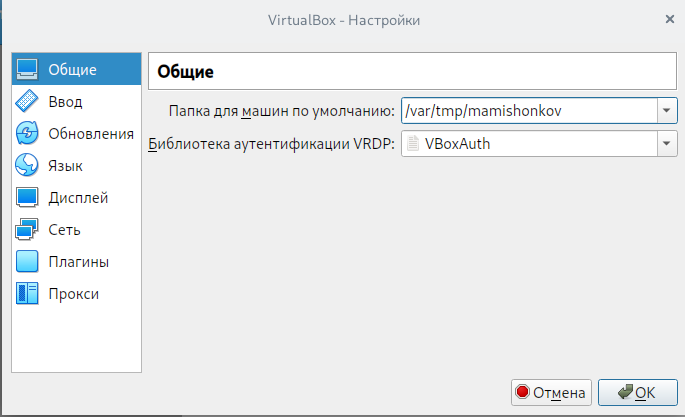 VirtualBox - Настройки
Общие
Ввод
Обновления
Язык
Дисплей
Сеть
Плагины
Прокси
Общие
Папка для машин по умолчанию: /var/tmp/mamishonkov
Библиотека аутентификации VRDP: VBoxAuth
Отмена
OK